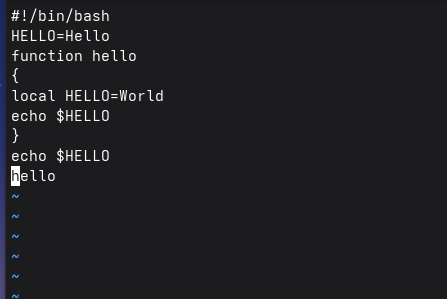 #!/bin/bash
HELLO=Hello
function hello
{
local HELLO=World
echo $HELLO
}
echo $HELLO
hello
~
~
~
~
~
~